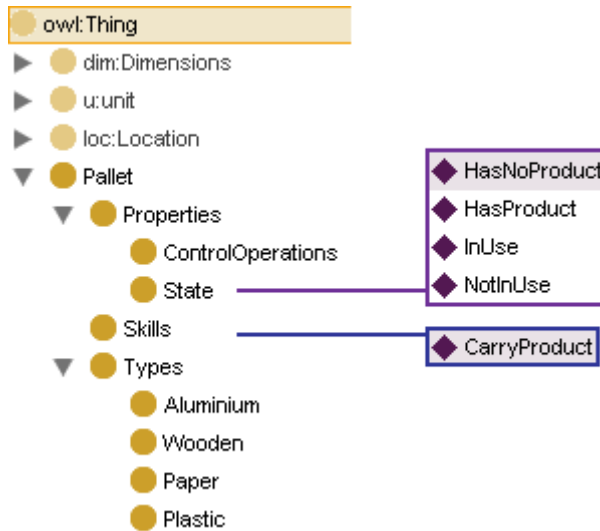 owl:Thing
dim:Dimensions
u:unit
loc:Location
Pallet
Properties
ControlOperations
State
Skills
Types
Aluminium
Wooden
Paper
Plastic
HasNoProduct
HasProduct
InUse
NotInUse
CarryProduct